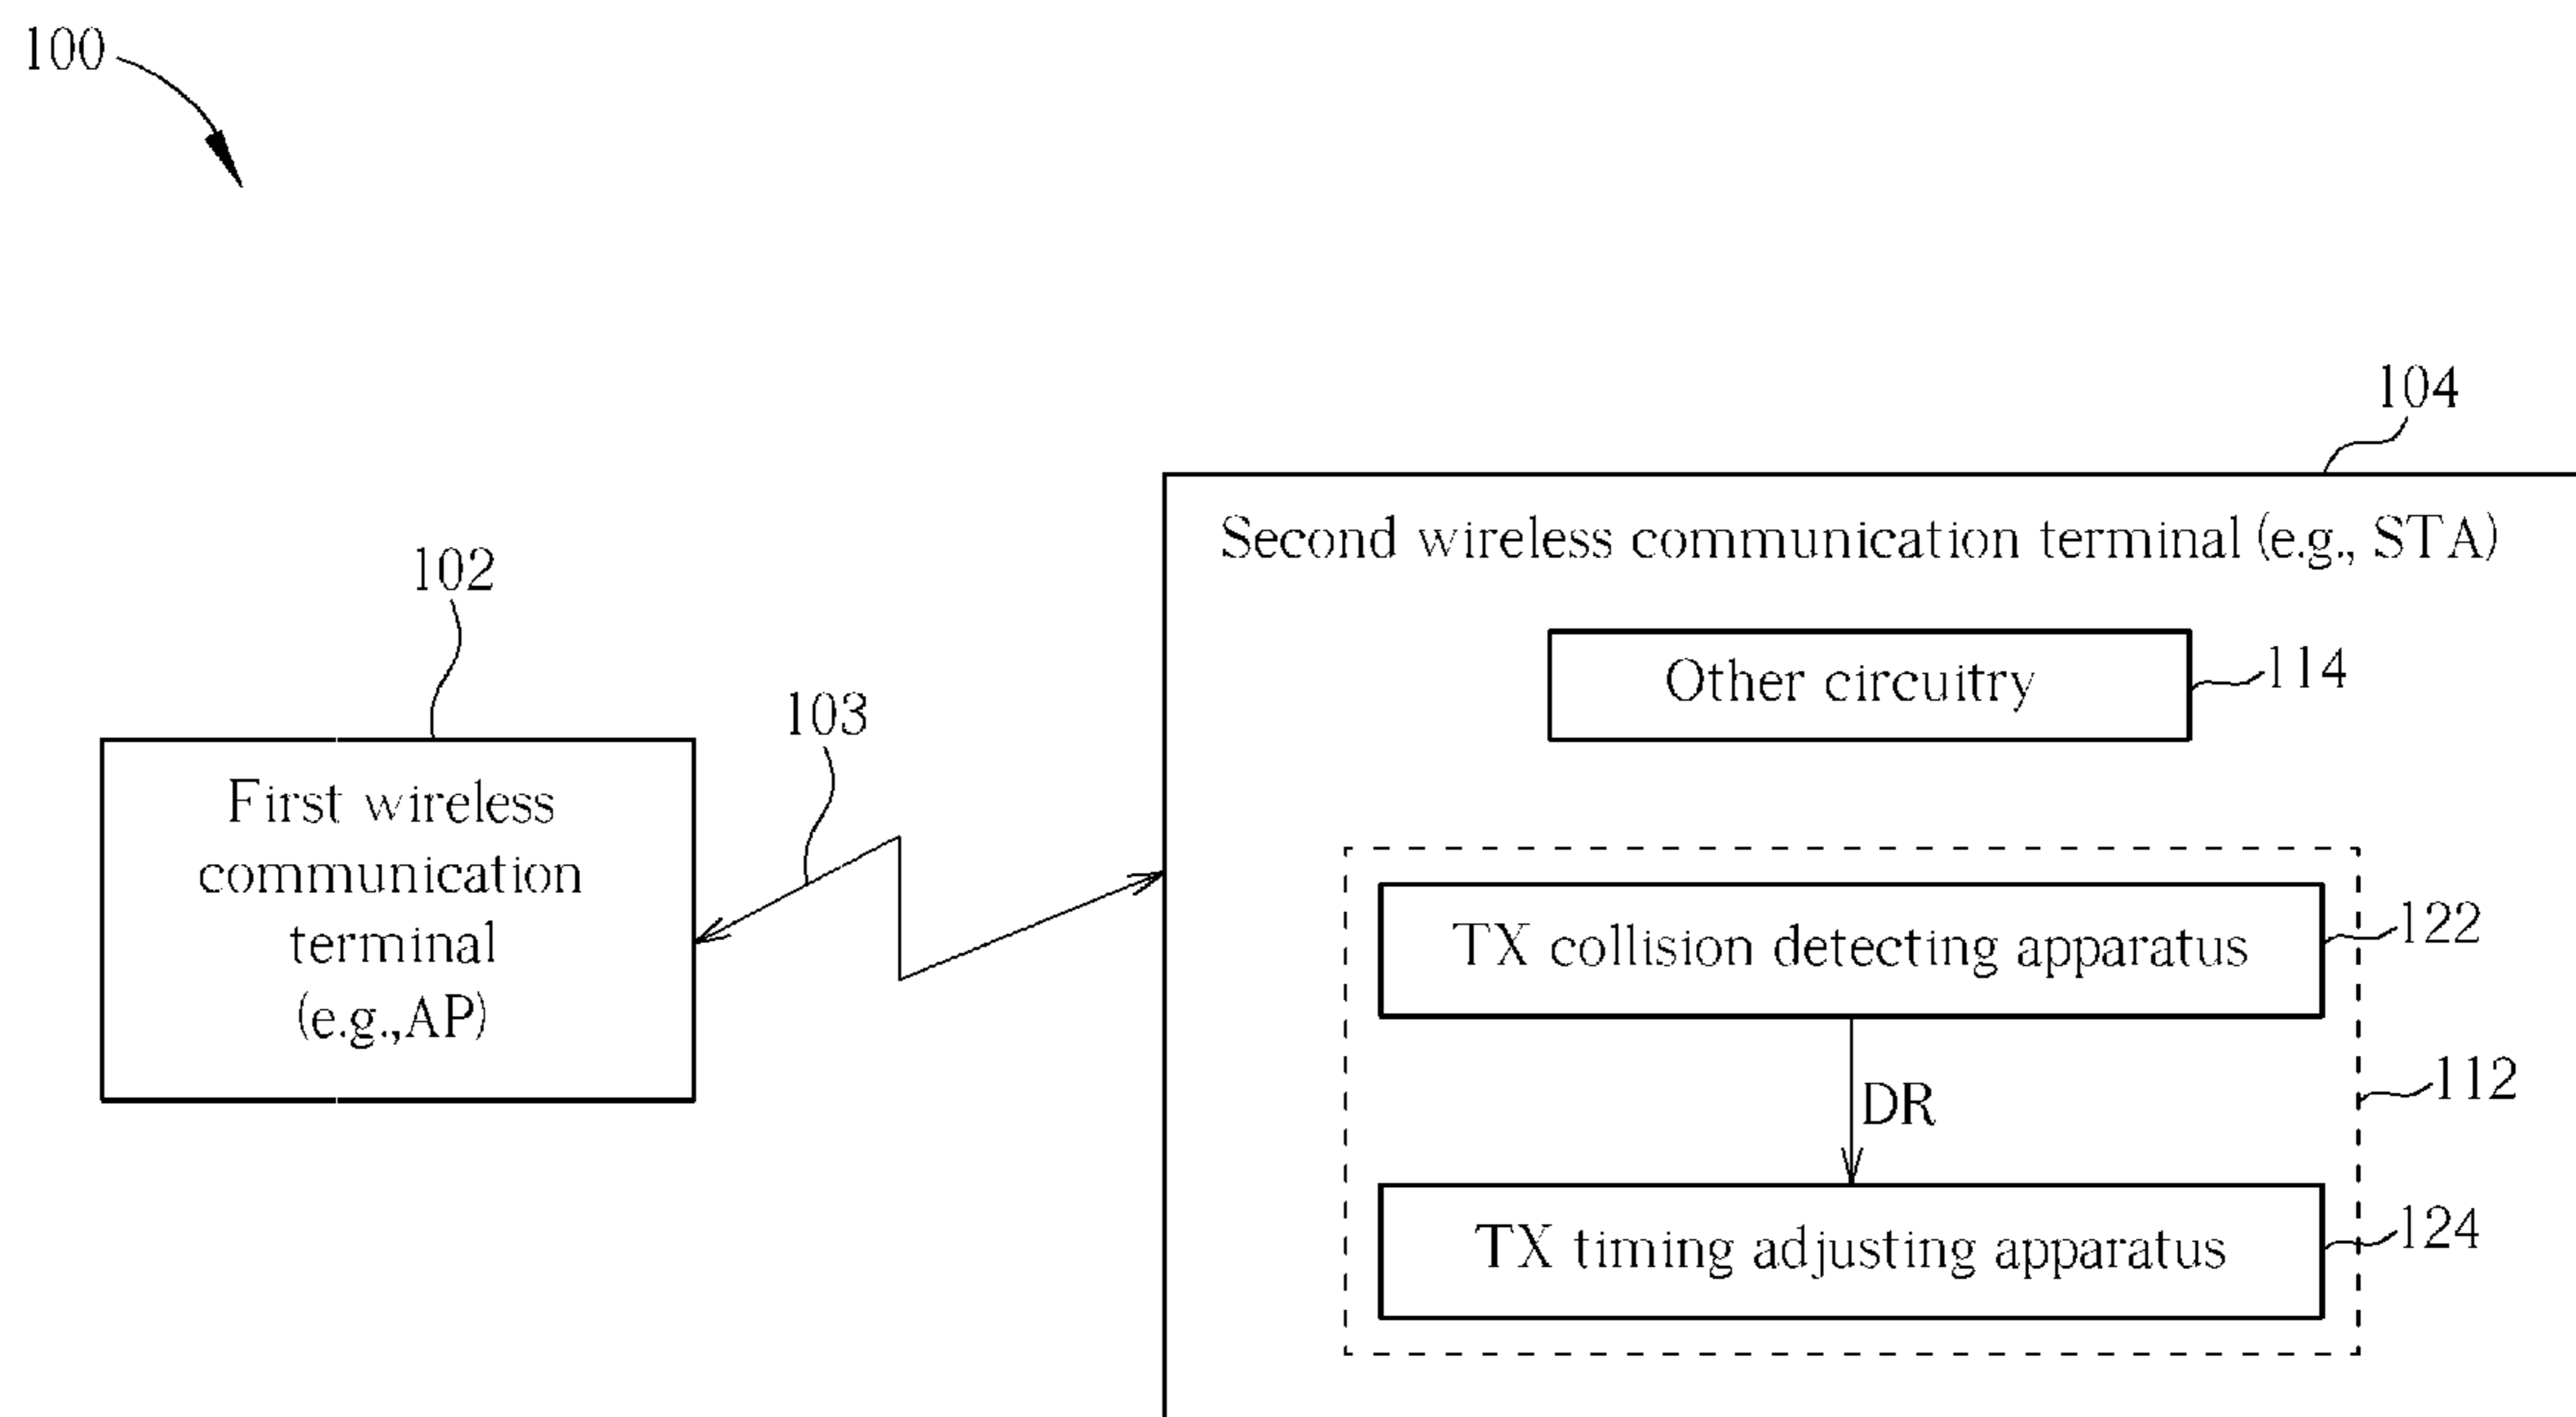 100
104
Second wireless communication terminal (e.g., STA)
102
Other circuitry
114
103
First wireless
communication
terminal
(e.g.,AP)
TX collision detecting apparatus
122
DR
112
TX timing adjusting apparatus
124